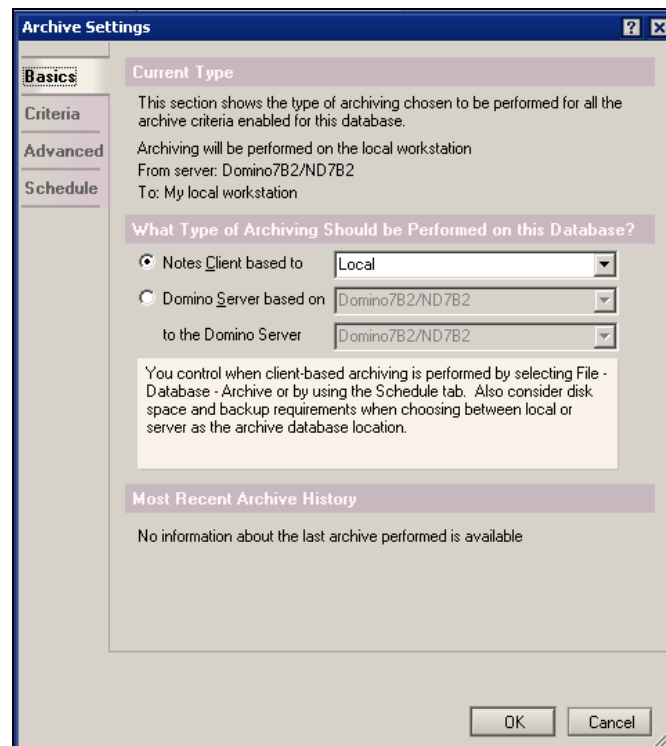 Archive Settings
Basics
Criteria
Advanced
Schedule
Current Type
This section shows the type of archiving chosen to be performed for all the
archive criteria enabled for this database.
Archiving will be performed on the local workstation
From server: Domino7B2/ND7B2
To: My local workstation
What Type of Archiving Should be Performed on this Database?
Notes Client based to Local
Domino Server based on Domino7B2/ND7B2
to the Domino Server Domino7B2/ND7B2
You control when client-based archiving is performed by selecting File -
Database - Archive or by using the Schedule tab. Also consider disk
space and backup requirements when choosing between local or
server as the archive database location.
Most Recent Archive History
No information about the last archive performed is available
OK Cancel